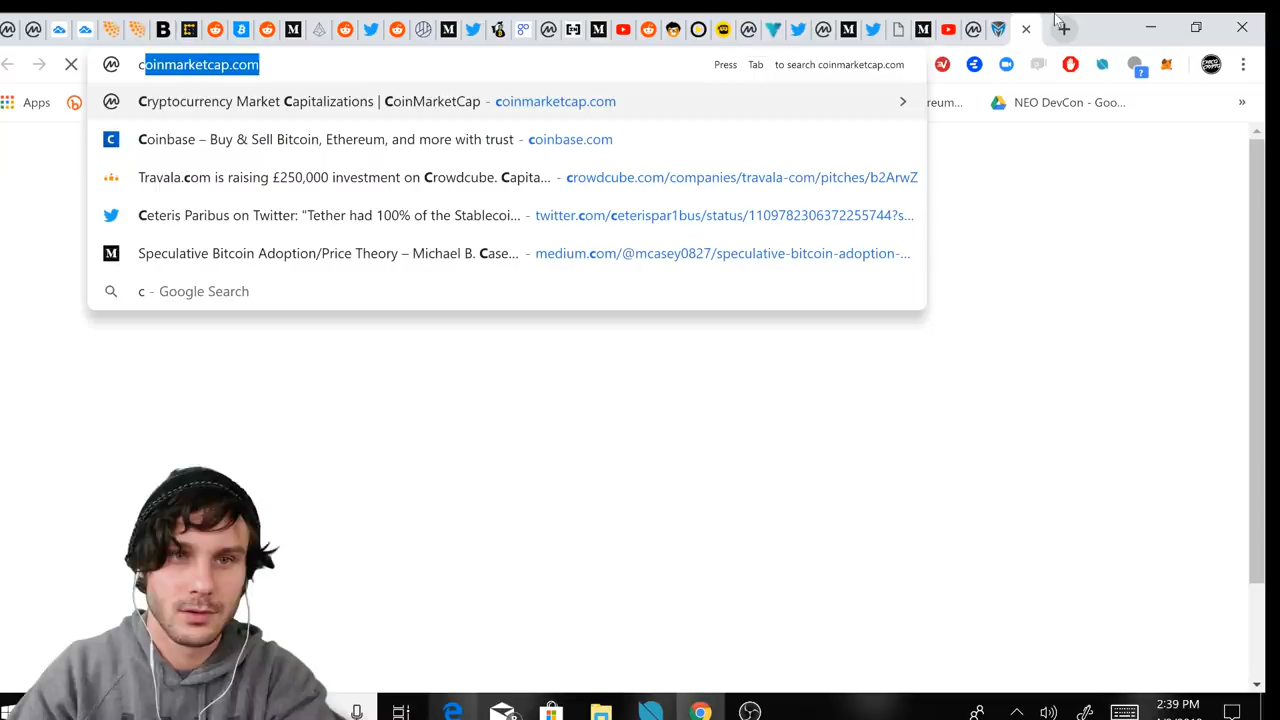 coinmarketcap.com
Press Tab to search coinmarketcap.com
Cryptocurrency Market Capitalizations | CoinMarketCap - coinmarketcap.com
Coinbase – Buy & Sell Bitcoin, Ethereum, and more with trust - coinbase.com
Travala.com is raising £250,000 investment on Crowdcube. Capita... - crowdcube.com/companies/travala-com/pitches/b2ArwZ
Ceteris Paribus on Twitter: "Tether had 100% of the Stablecoi... - twitter.com/ceterispar1bus/status/1109782306372255744?s...
Speculative Bitcoin Adoption/Price Theory – Michael B. Case... - medium.com/@mcasey0827/speculative-bitcoin-adoption-...
c - Google Search
Apps
reum...
NEO DevCon - Goo...
»
2:39 PM